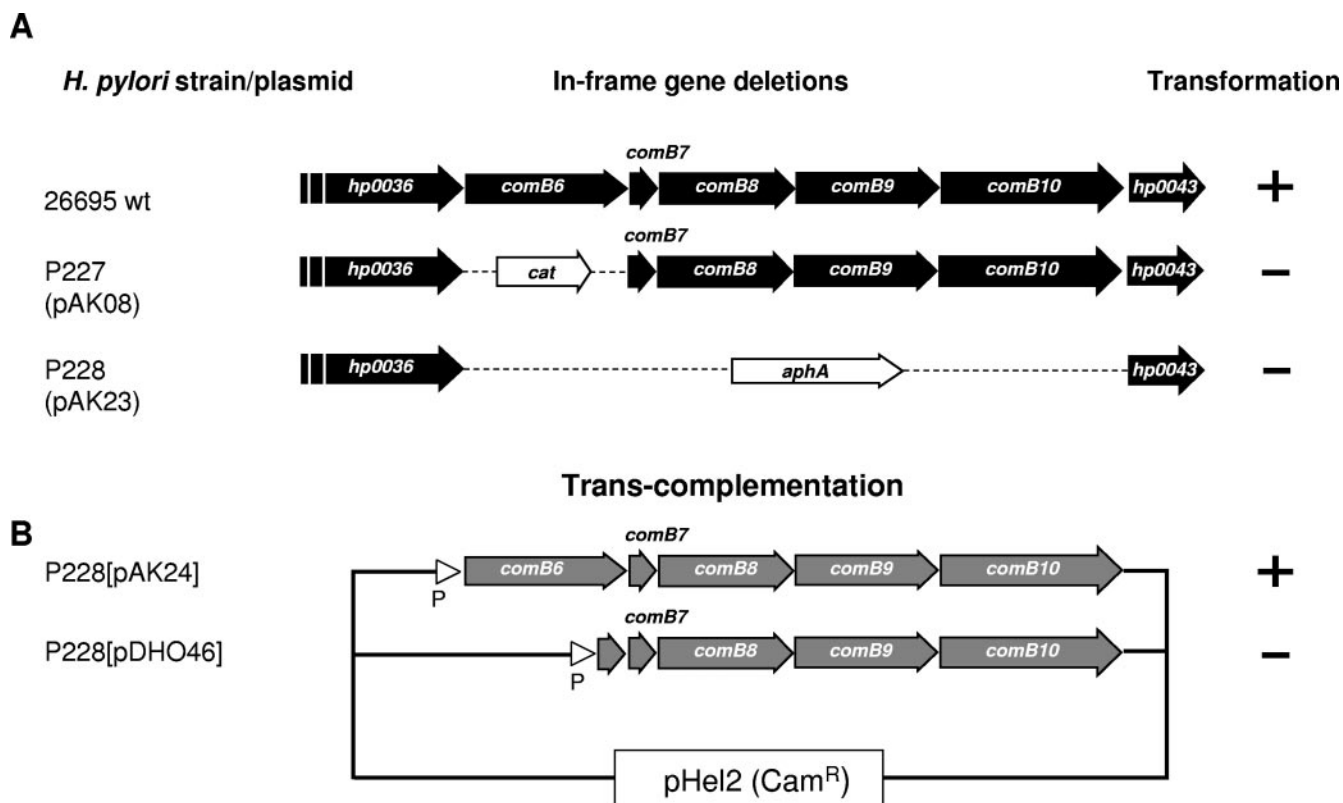 A
H. pylori strain/plasmid In-frame gene deletions Transformation
comB7
26695 wt hp0036 comB6 comB8 comB9 comB10 hp0043 +
comB7
P227 hp0036 cat comB8 comB9 comB10 hp0043 −
(pAK08)
P228 hp0036 aphA hp0043 −
(pAK23)
Trans-complementation
B
comB7
P228[pAK24] comB6 comB8 comB9 comB10 +
P
comB7
P228[pDHO46] comB8 comB9 comB10 −
P
pHel2 (Cam^R)